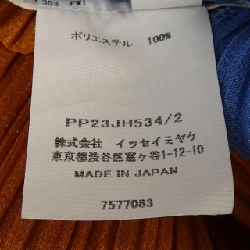 ポリエステル 100%
PP23JH534/2
株式会社 イッセイミヤケ
東京都渋谷区富ヶ谷1-12-10
MADE IN JAPAN
7577083